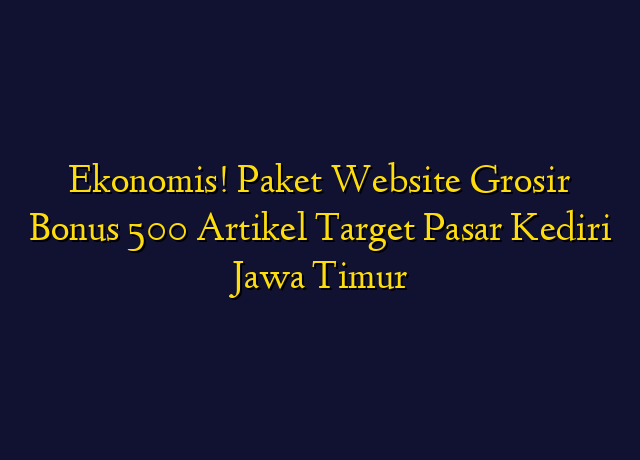 Ekonomis! Paket Website Grosir
Bonus 500 Artikel Target Pasar Kediri
Jawa Timur